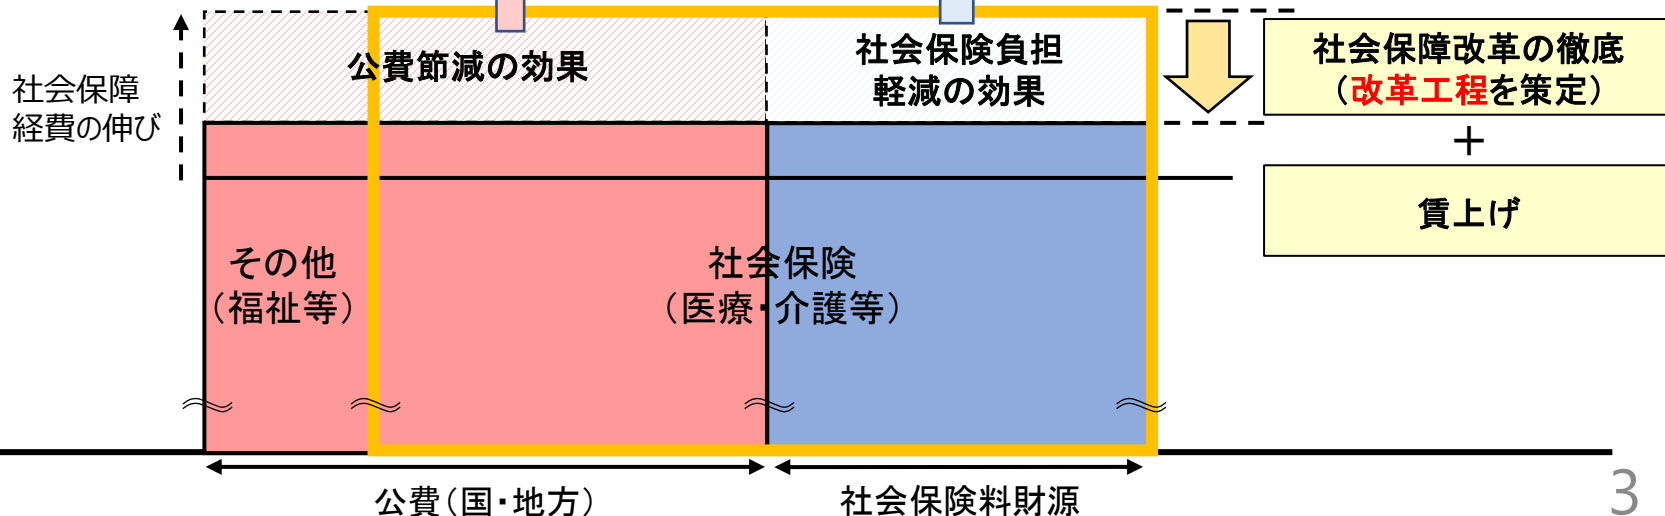 公費節減の効果
社会保険負担
軽減の効果
社会保障改革の徹底
（改革工程を策定）
＋
賃上げ
社会保障
経費の伸び
その他
（福祉等）
社会保険
（医療・介護等）
公費（国・地方）
社会保険料財源
3